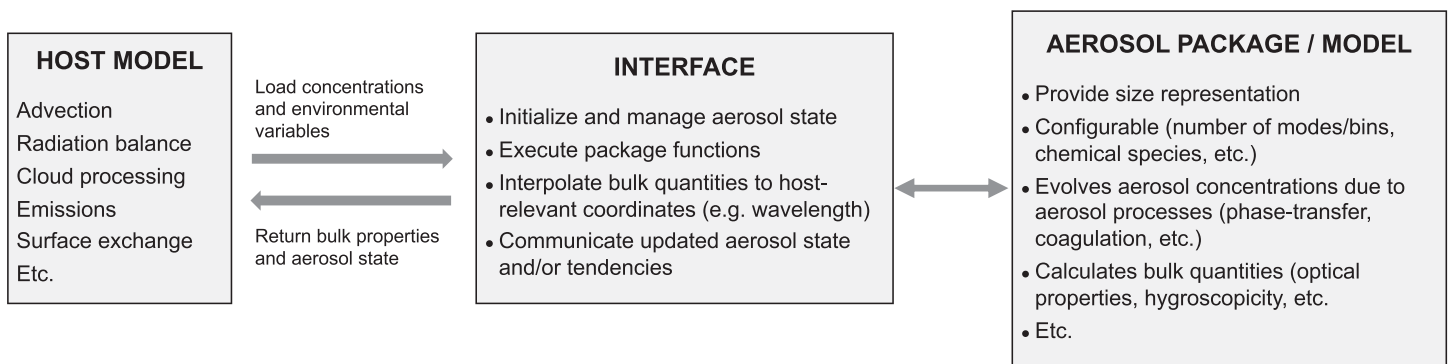 HOST MODEL
Advection
Radiation balance
Cloud processing
Emissions
Surface exchange
Etc.
Load concentrations
and environmental
variables
Return bulk properties
and aerosol state
INTERFACE
• Initialize and manage aerosol state
• Execute package functions
• Interpolate bulk quantities to host-
relevant coordinates (e.g. wavelength)
• Communicate updated aerosol state
and/or tendencies
AEROSOL PACKAGE / MODEL
• Provide size representation
• Configurable (number of modes/bins,
chemical species, etc.)
• Evolves aerosol concentrations due to
aerosol processes (phase-transfer,
coagulation, etc.)
• Calculates bulk quantities (optical
properties, hygroscopicity, etc.
• Etc.